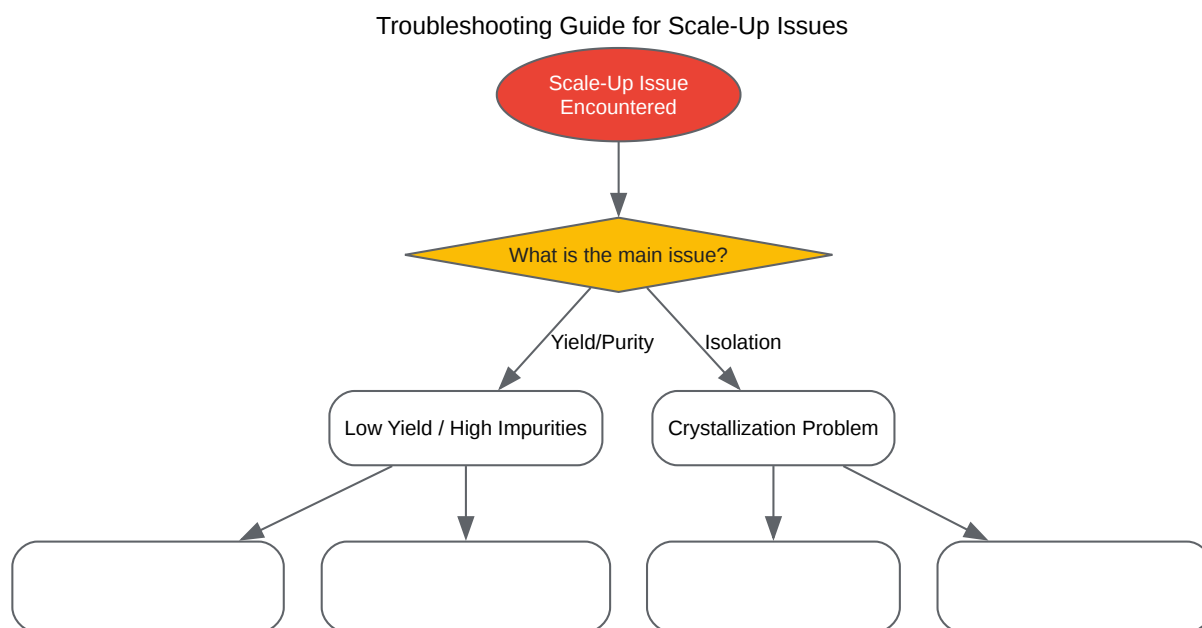 Troubleshooting Guide for Scale-Up Issues
Scale-Up Issue
Encountered
What is the main issue?
Yield/Purity
Isolation
Low Yield / High Impurities
Crystallization Problem